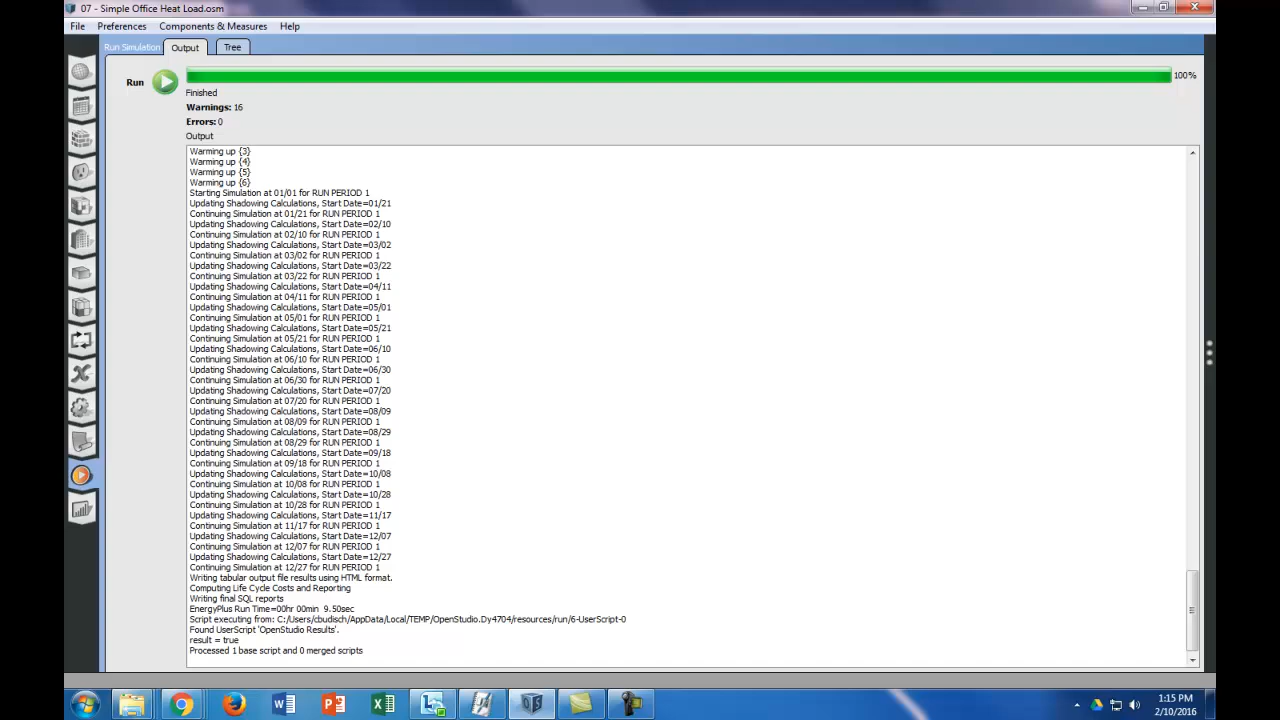 07 - Simple Office Heat Load.osm
File Preferences Components & Measures Help
Run Simulation Output Tree
Run 100%
Finished
Warnings: 16
Errors: 0
Output
Warming up {3}
Warming up {4}
Warming up {5}
Warming up {6}
Starting Simulation at 01/01 for RUN PERIOD 1
Updating Shadowing Calculations, Start Date=01/21
Continuing Simulation at 01/21 for RUN PERIOD 1
Updating Shadowing Calculations, Start Date=02/10
Continuing Simulation at 02/10 for RUN PERIOD 1
Updating Shadowing Calculations, Start Date=03/02
Continuing Simulation at 03/02 for RUN PERIOD 1
Updating Shadowing Calculations, Start Date=03/22
Continuing Simulation at 03/22 for RUN PERIOD 1
Updating Shadowing Calculations, Start Date=04/11
Continuing Simulation at 04/11 for RUN PERIOD 1
Updating Shadowing Calculations, Start Date=05/01
Continuing Simulation at 05/01 for RUN PERIOD 1
Updating Shadowing Calculations, Start Date=05/21
Continuing Simulation at 05/21 for RUN PERIOD 1
Updating Shadowing Calculations, Start Date=06/10
Continuing Simulation at 06/10 for RUN PERIOD 1
Updating Shadowing Calculations, Start Date=06/30
Continuing Simulation at 06/30 for RUN PERIOD 1
Updating Shadowing Calculations, Start Date=07/20
Continuing Simulation at 07/20 for RUN PERIOD 1
Updating Shadowing Calculations, Start Date=08/09
Continuing Simulation at 08/09 for RUN PERIOD 1
Updating Shadowing Calculations, Start Date=08/29
Continuing Simulation at 08/29 for RUN PERIOD 1
Updating Shadowing Calculations, Start Date=09/18
Continuing Simulation at 09/18 for RUN PERIOD 1
Updating Shadowing Calculations, Start Date=10/08
Continuing Simulation at 10/08 for RUN PERIOD 1
Updating Shadowing Calculations, Start Date=10/28
Continuing Simulation at 10/28 for RUN PERIOD 1
Updating Shadowing Calculations, Start Date=11/17
Continuing Simulation at 11/17 for RUN PERIOD 1
Updating Shadowing Calculations, Start Date=12/07
Continuing Simulation at 12/07 for RUN PERIOD 1
Updating Shadowing Calculations, Start Date=12/27
Continuing Simulation at 12/27 for RUN PERIOD 1
Writing tabular output file results using HTML format.
Computing Life Cycle Costs and Reporting
Writing final SQL reports
EnergyPlus Run Time=00hr 00min 9.50sec
Script executing from: C:/Users/cbudisch/AppData/Local/TEMP/OpenStudio.Dy4704/resources/run/6-UserScript-0
Found UserScript 'OpenStudio Results'.
result = true
Processed 1 base script and 0 merged scripts
1:15 PM
2/10/2016